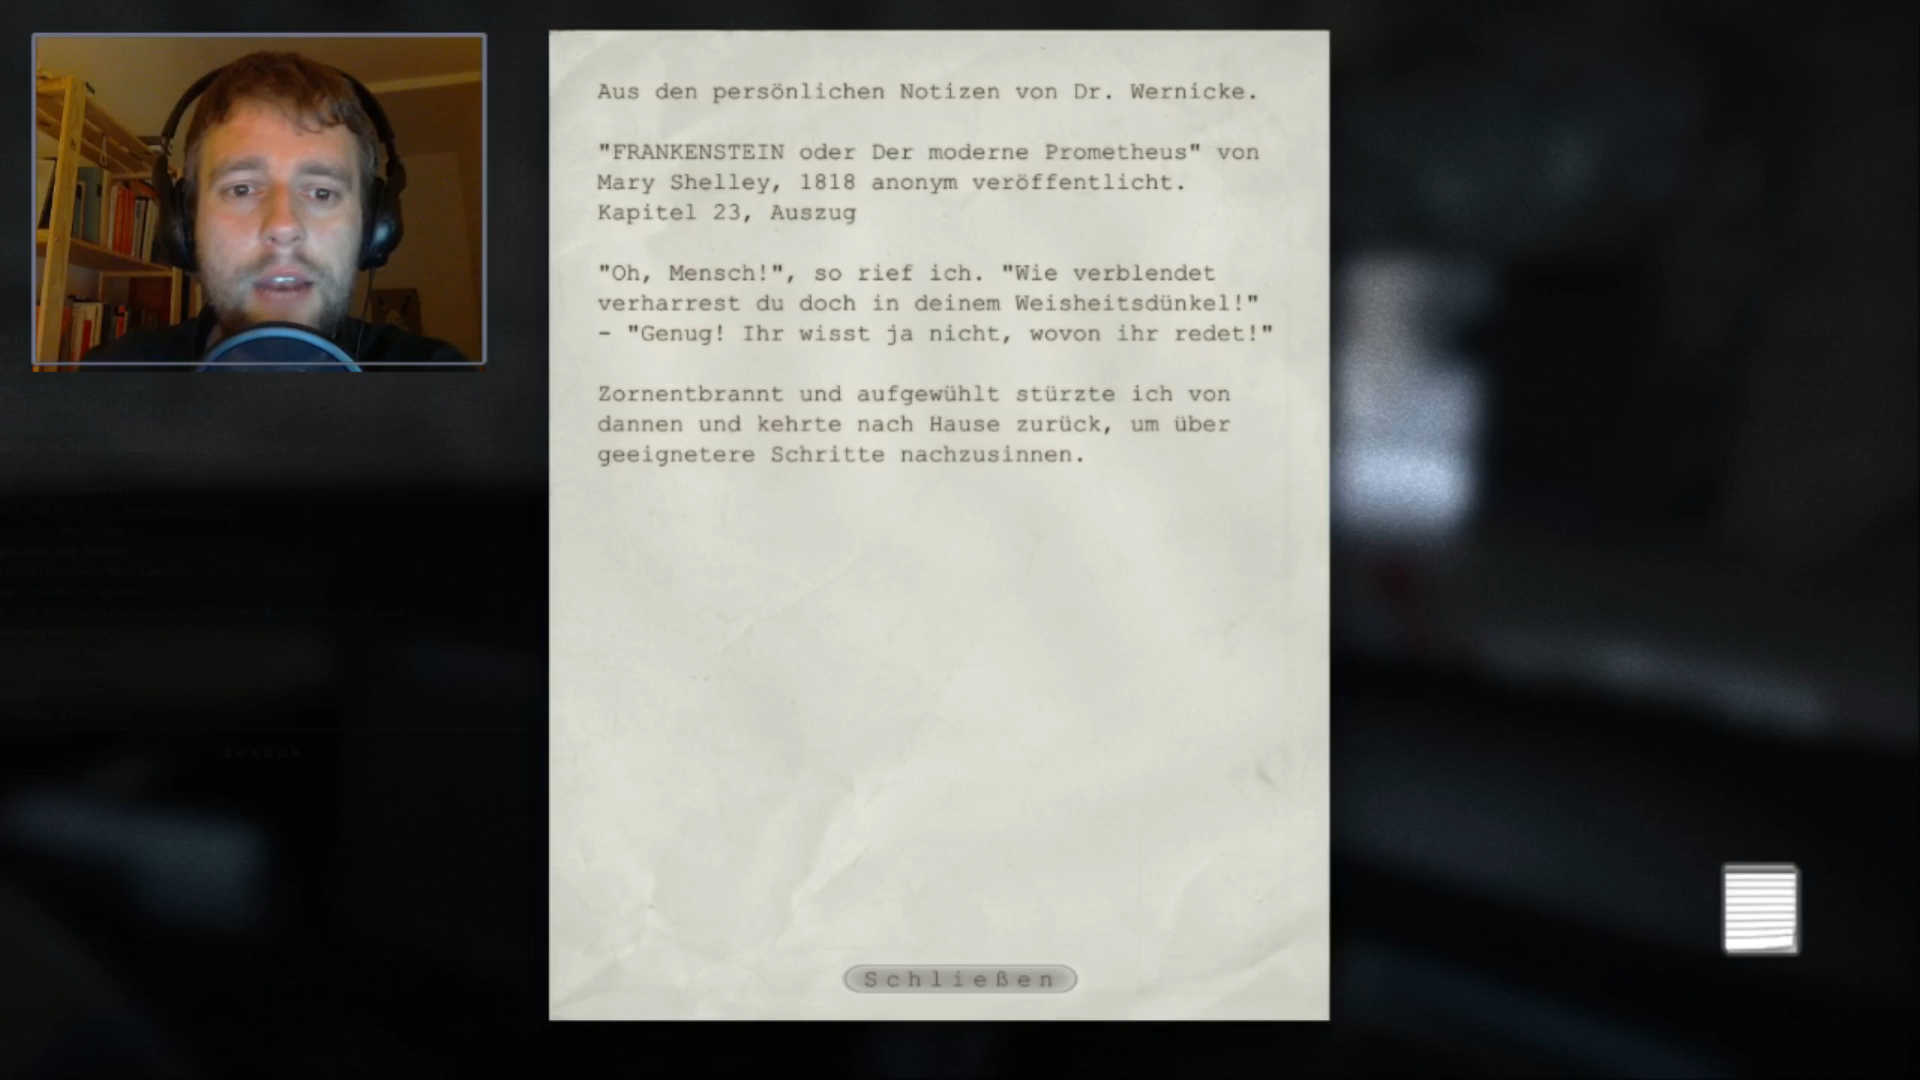 Aus den persönlichen Notizen von Dr. Wernicke.
"FRANKENSTEIN oder Der moderne Prometheus" von
Mary Shelley, 1818 anonym veröffentlicht.
Kapitel 23, Auszug
"Oh, Mensch!", so rief ich. "Wie verblendet
verharrest du doch in deinem Weisheitsdünkel!"
– "Genug! Ihr wisst ja nicht, wovon ihr redet!"
Zornentbrannt und aufgewühlt stürzte ich von
dannen und kehrte nach Hause zurück, um über
geeignetere Schritte nachzusinnen.
Zurück
Schließen